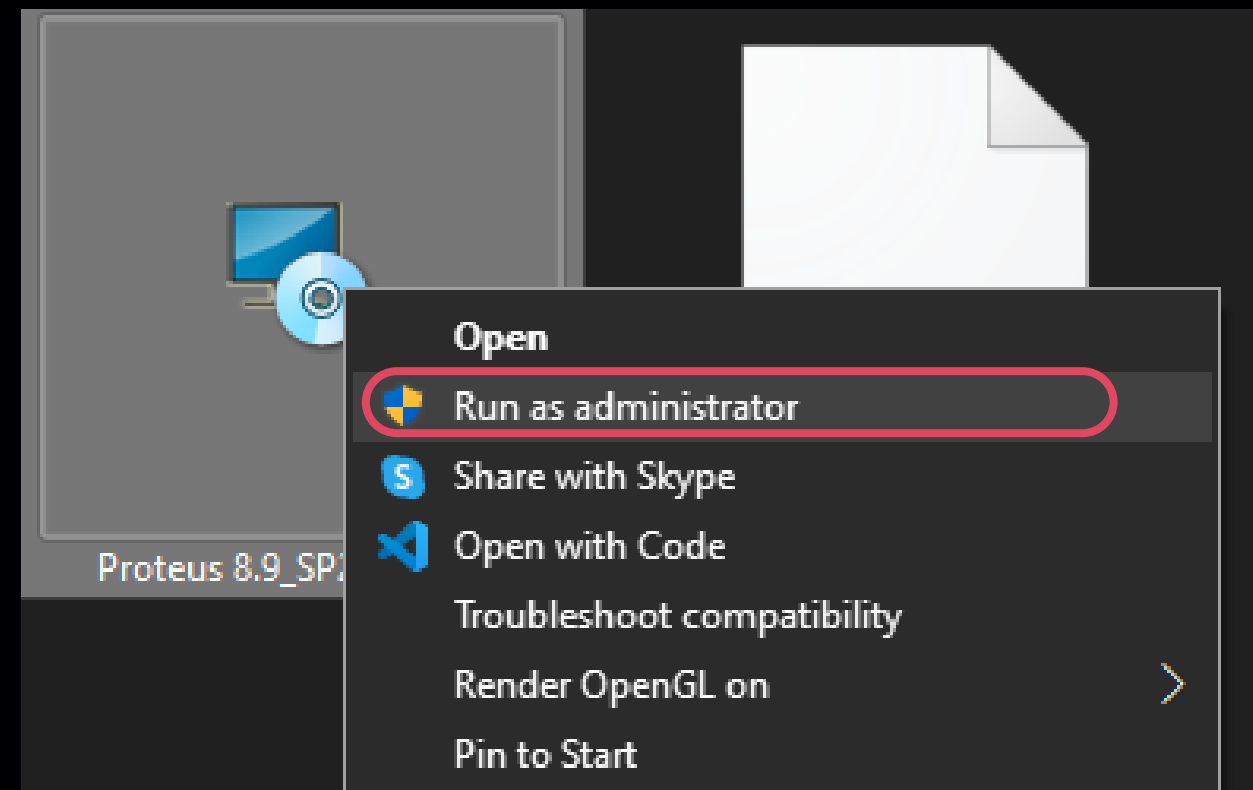 Open
Run as administrator
Share with Skype
Open with Code
Proteus 8.9_SP2
Troubleshoot compatibility
Render OpenGL on
Pin to Start